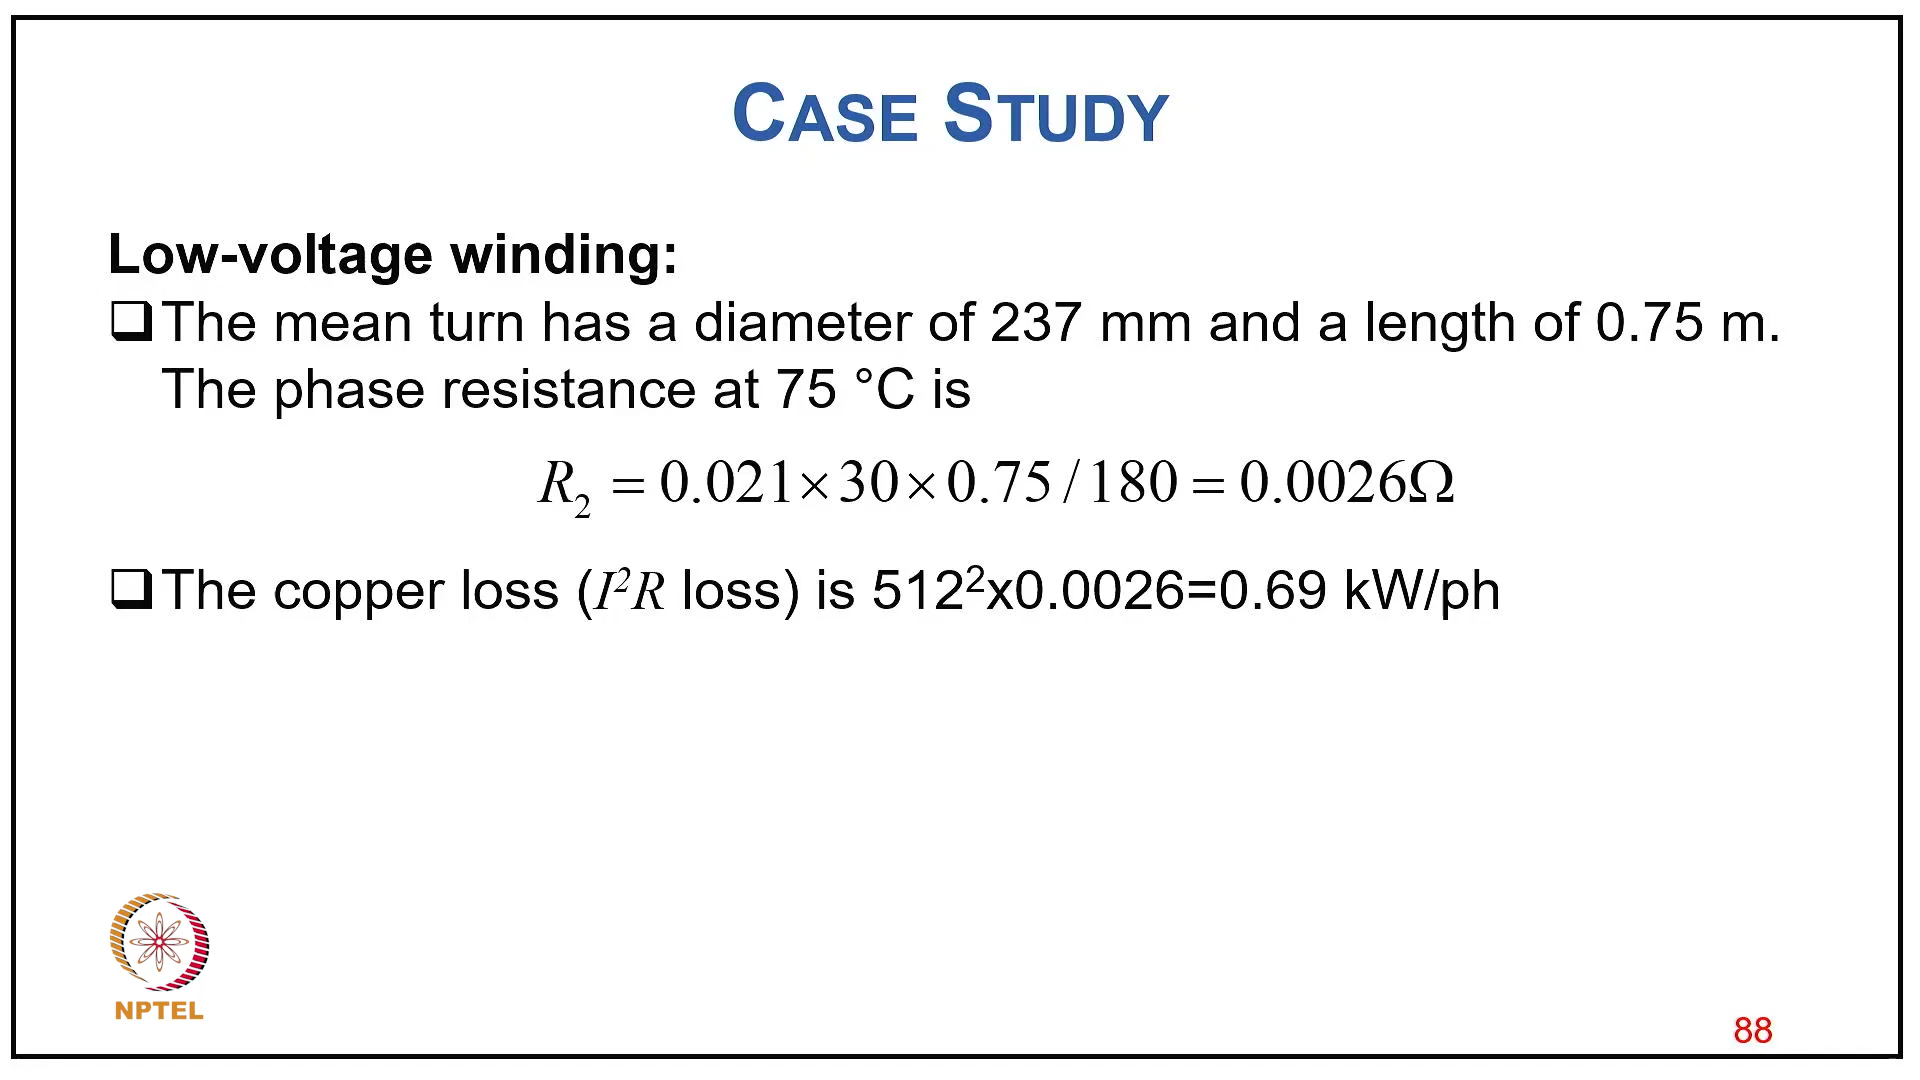 CASE STUDY
Low-voltage winding:
❑The mean turn has a diameter of 237 mm and a length of 0.75 m.
The phase resistance at 75 °C is
R₂ = 0.021×30×0.75/180 = 0.0026Ω
❑The copper loss (I²R loss) is 512²x0.0026=0.69 kW/ph
NPTEL
88